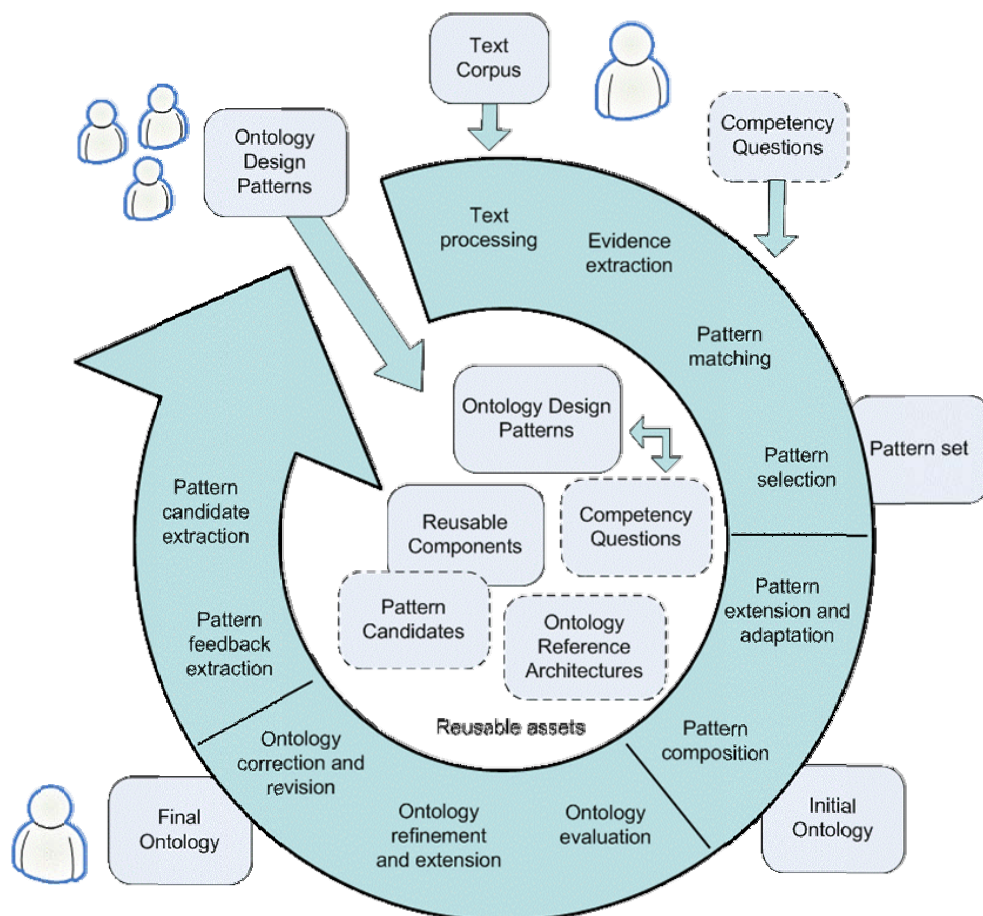 Text
Corpus
Ontology
Design
Patterns
Competency
Questions
Text
processing
Evidence
extraction
Pattern
matching
Pattern
selection
Pattern set
Ontology Design
Patterns
Reusable
Components
Competency
Questions
Pattern
Candidates
Ontology
Reference
Architectures
Reusable assets
Pattern
extension and
adaptation
Pattern
composition
Initial
Ontology
Ontology
evaluation
Ontology
refinement
and extension
Ontology
correction and
revision
Final
Ontology
Pattern
feedback
extraction
Pattern
candidate
extraction